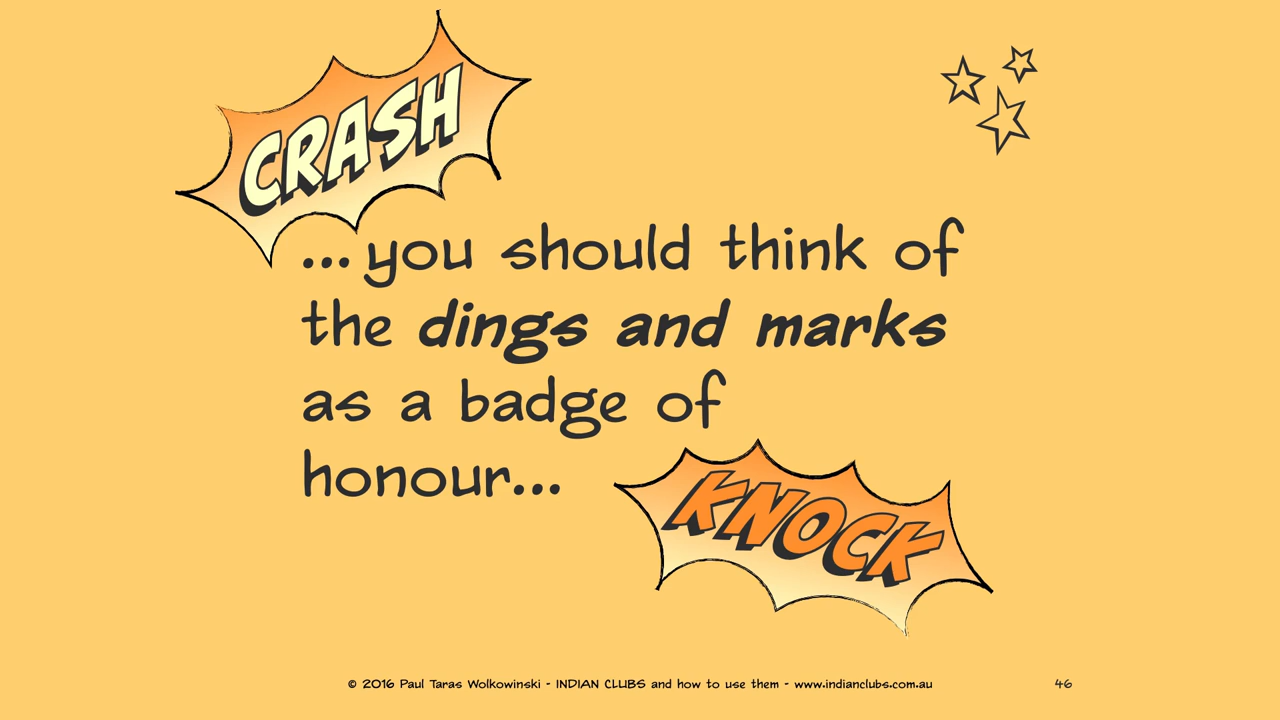 CRASH
...you should think of
the dings and marks
as a badge of
honour...
KNOCK
© 2016 Paul Taras Wolkowinski - INDIAN CLUBS and how to use them - www.indianclubs.com.au
46